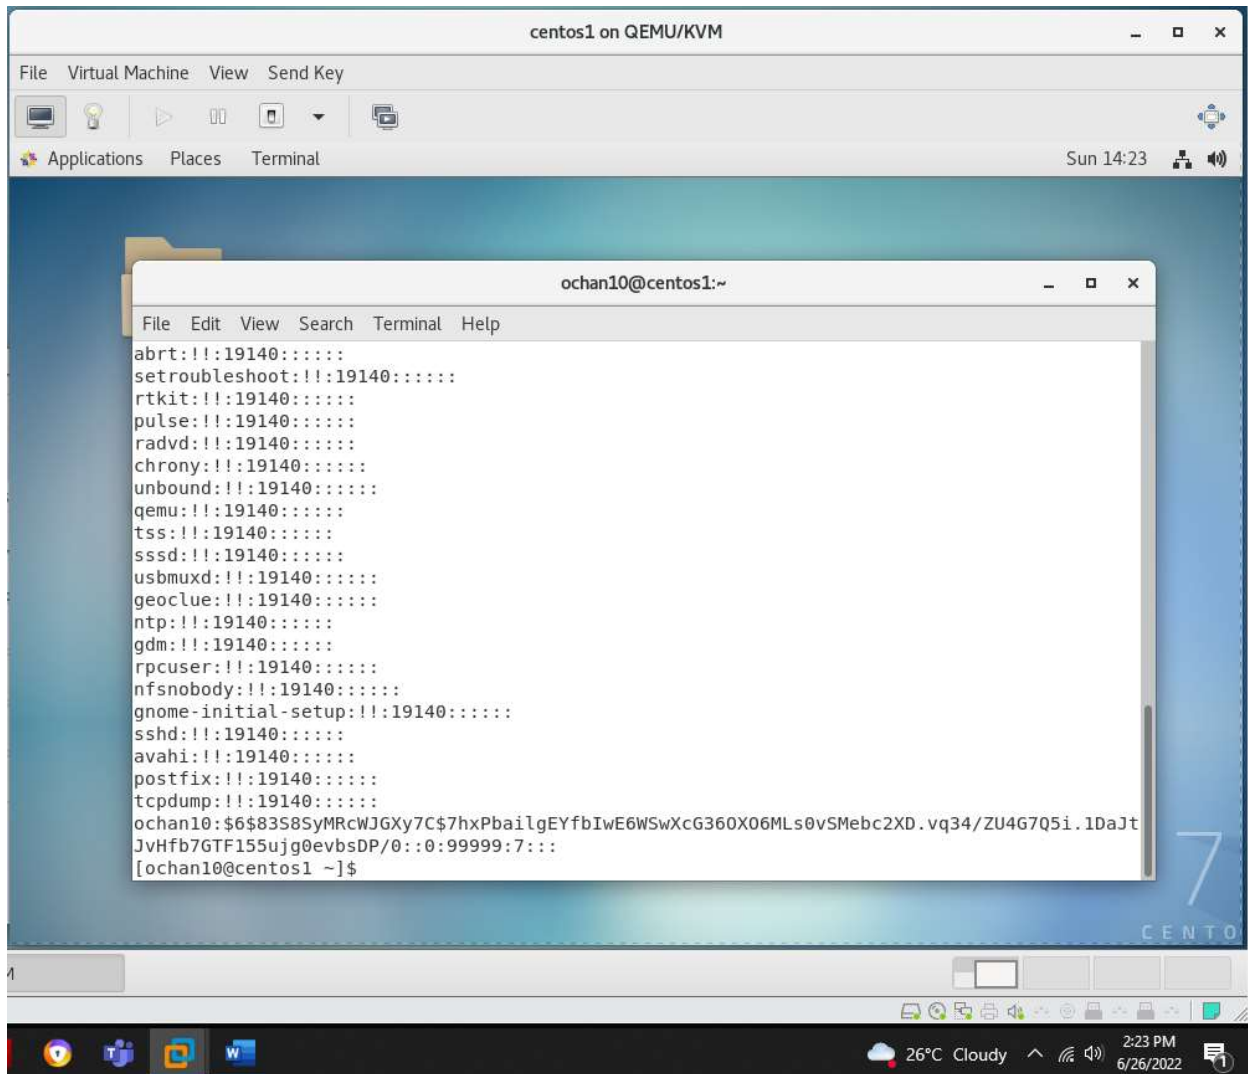 centos1 on QEMU/KVM
File Virtual Machine View Send Key
Applications Places Terminal Sun 14:23
ochan10@centos1:~
File Edit View Search Terminal Help
abrt:!!:19140::::::
setroubleshoot:!!:19140::::::
rtkit:!!:19140::::::
pulse:!!:19140::::::
radvd:!!:19140::::::
chrony:!!:19140::::::
unbound:!!:19140::::::
qemu:!!:19140::::::
tss:!!:19140::::::
sssd:!!:19140::::::
usbmuxd:!!:19140::::::
geoclue:!!:19140::::::
ntp:!!:19140::::::
gdm:!!:19140::::::
rpcuser:!!:19140::::::
nfsnobody:!!:19140::::::
gnome-initial-setup:!!:19140::::::
sshd:!!:19140::::::
avahi:!!:19140::::::
postfix:!!:19140::::::
tcpdump:!!:19140::::::
ochan10:$6$83S8SyMRcWJGXy7C$7hxPbailgEYfbIwE6WSwXcG36OXO6MLs0vSMebc2XD.vq34/ZU4G7Q5i.1DaJt
JvHfb7GTF155ujg0evbsDP/0::0:99999:7:::
[ochan10@centos1 ~]$
7
CENTO
2:23 PM
26°C Cloudy
6/26/2022
1